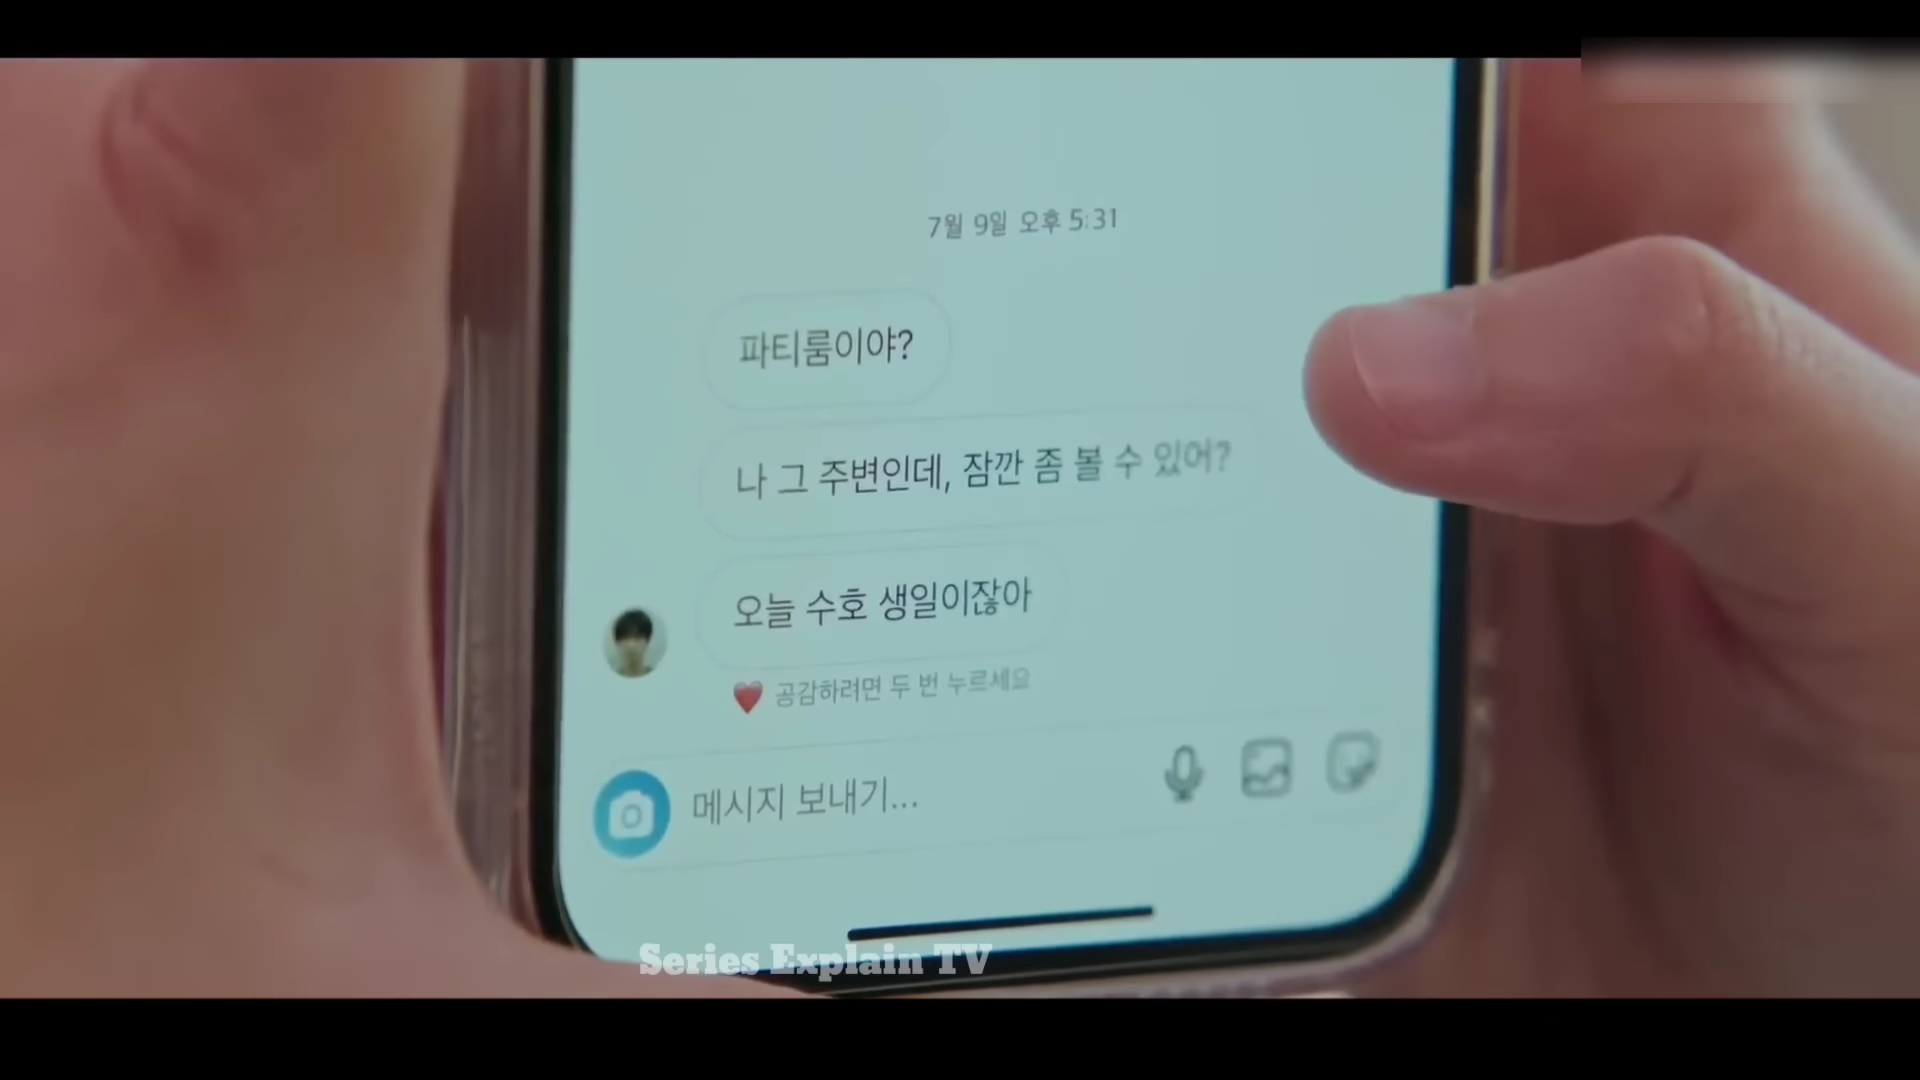 7월 9일 오후 5:31
파티룸이야?
나 그 주변인데, 잠깐 좀 볼 수 있어?
오늘 수호 생일이잖아
❤️ 공감하려면 두 번 누르세요
메시지 보내기...
Series Explain TV